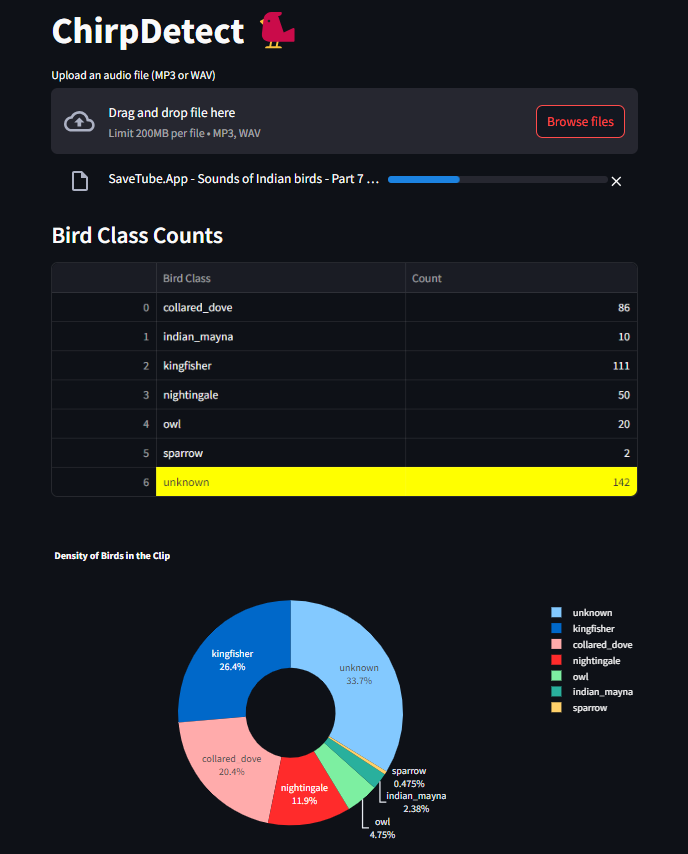 ChirpDetect
Upload an audio file (MP3 or WAV)
Drag and drop file here
Limit 200MB per file • MP3, WAV
Browse files
SaveTube.App - Sounds of Indian birds - Part 7 ...
Bird Class Counts
Bird Class Count
0 collared_dove 86
1 indian_mayna 10
2 kingfisher 111
3 nightingale 50
4 owl 20
5 sparrow 2
6 unknown 142
Density of Birds in the Clip
kingfisher
26.4%
unknown
33.7%
collared_dove
20.4%
nightingale
11.9%
sparrow
0.475%
indian_mayna
2.38%
owl
4.75%
unknown
kingfisher
collared_dove
nightingale
owl
indian_mayna
sparrow